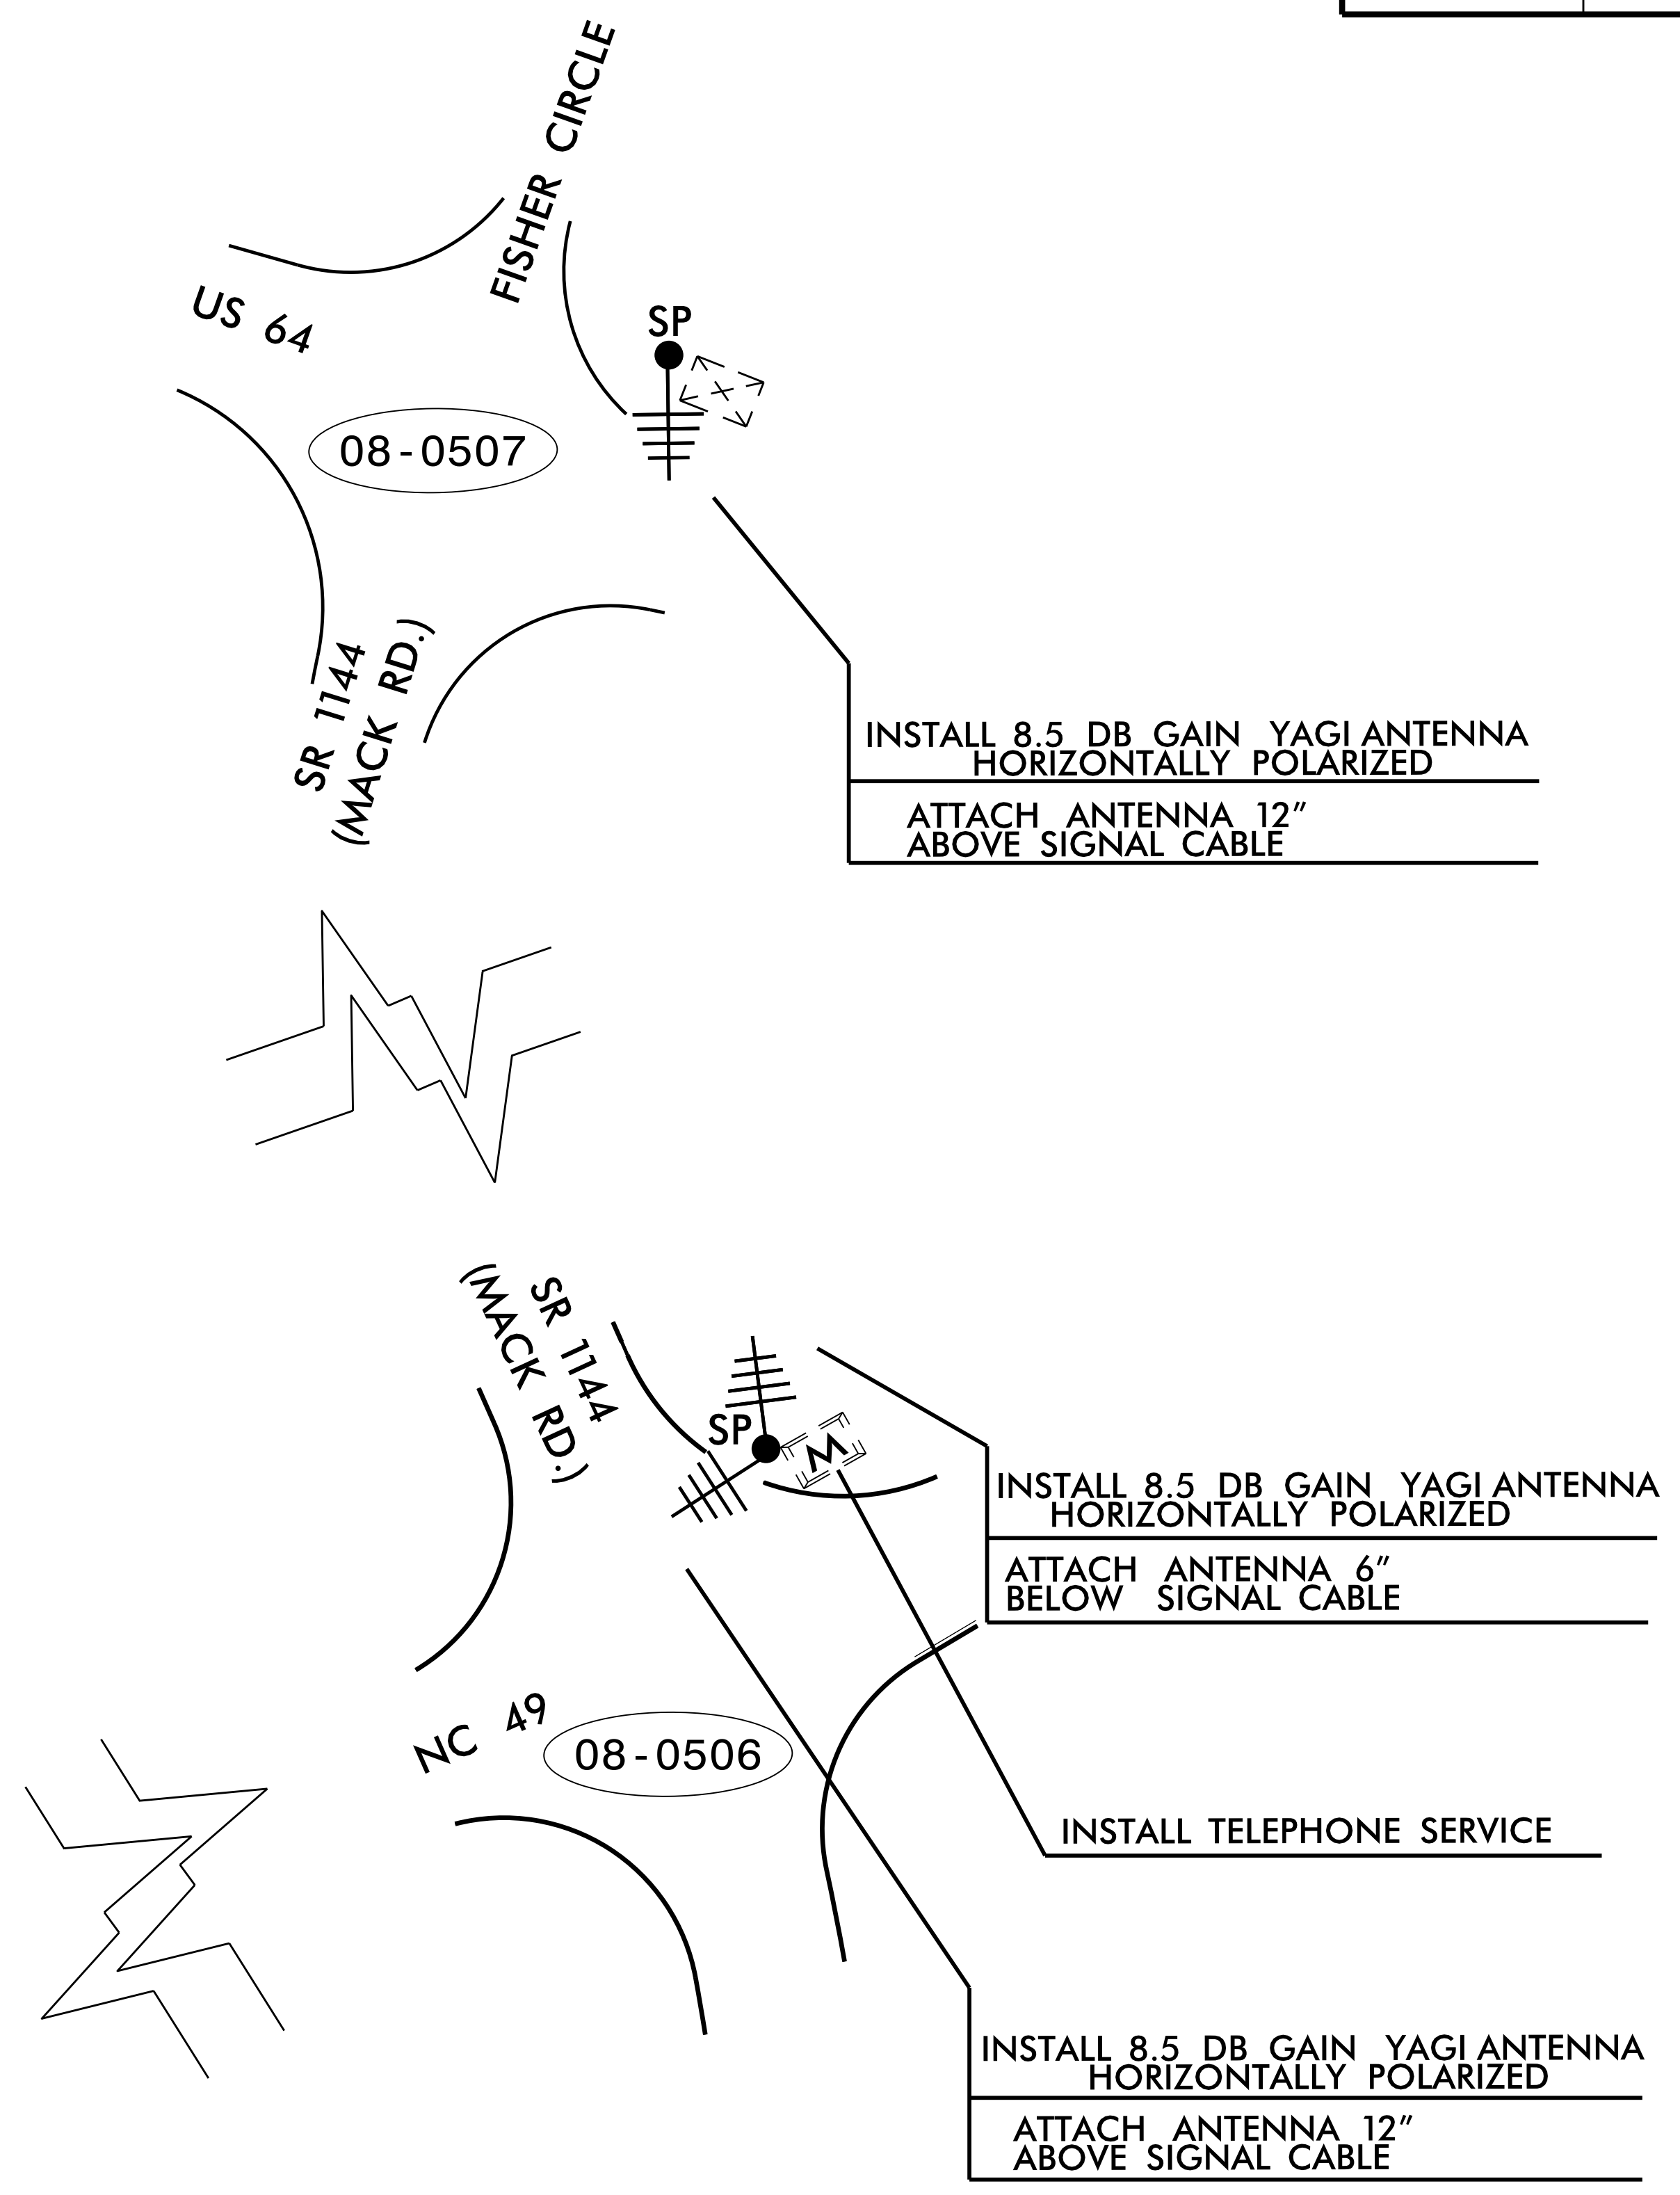 FISHER CIRCLE
US 64
SP
08-0507
SR 1144
(MACK RD.)
INSTALL 8.5 DB GAIN YAGI ANTENNA
HORIZONTALLY POLARIZED
ATTACH ANTENNA 12"
ABOVE SIGNAL CABLE
SR 1144
(MACK RD.)
SP
M
INSTALL 8.5 DB GAIN YAGI ANTENNA
HORIZONTALLY POLARIZED
ATTACH ANTENNA 6"
BELOW SIGNAL CABLE
NC 49
08-0506
INSTALL TELEPHONE SERVICE
INSTALL 8.5 DB GAIN YAGI ANTENNA
HORIZONTALLY POLARIZED
ATTACH ANTENNA 12"
ABOVE SIGNAL CABLE